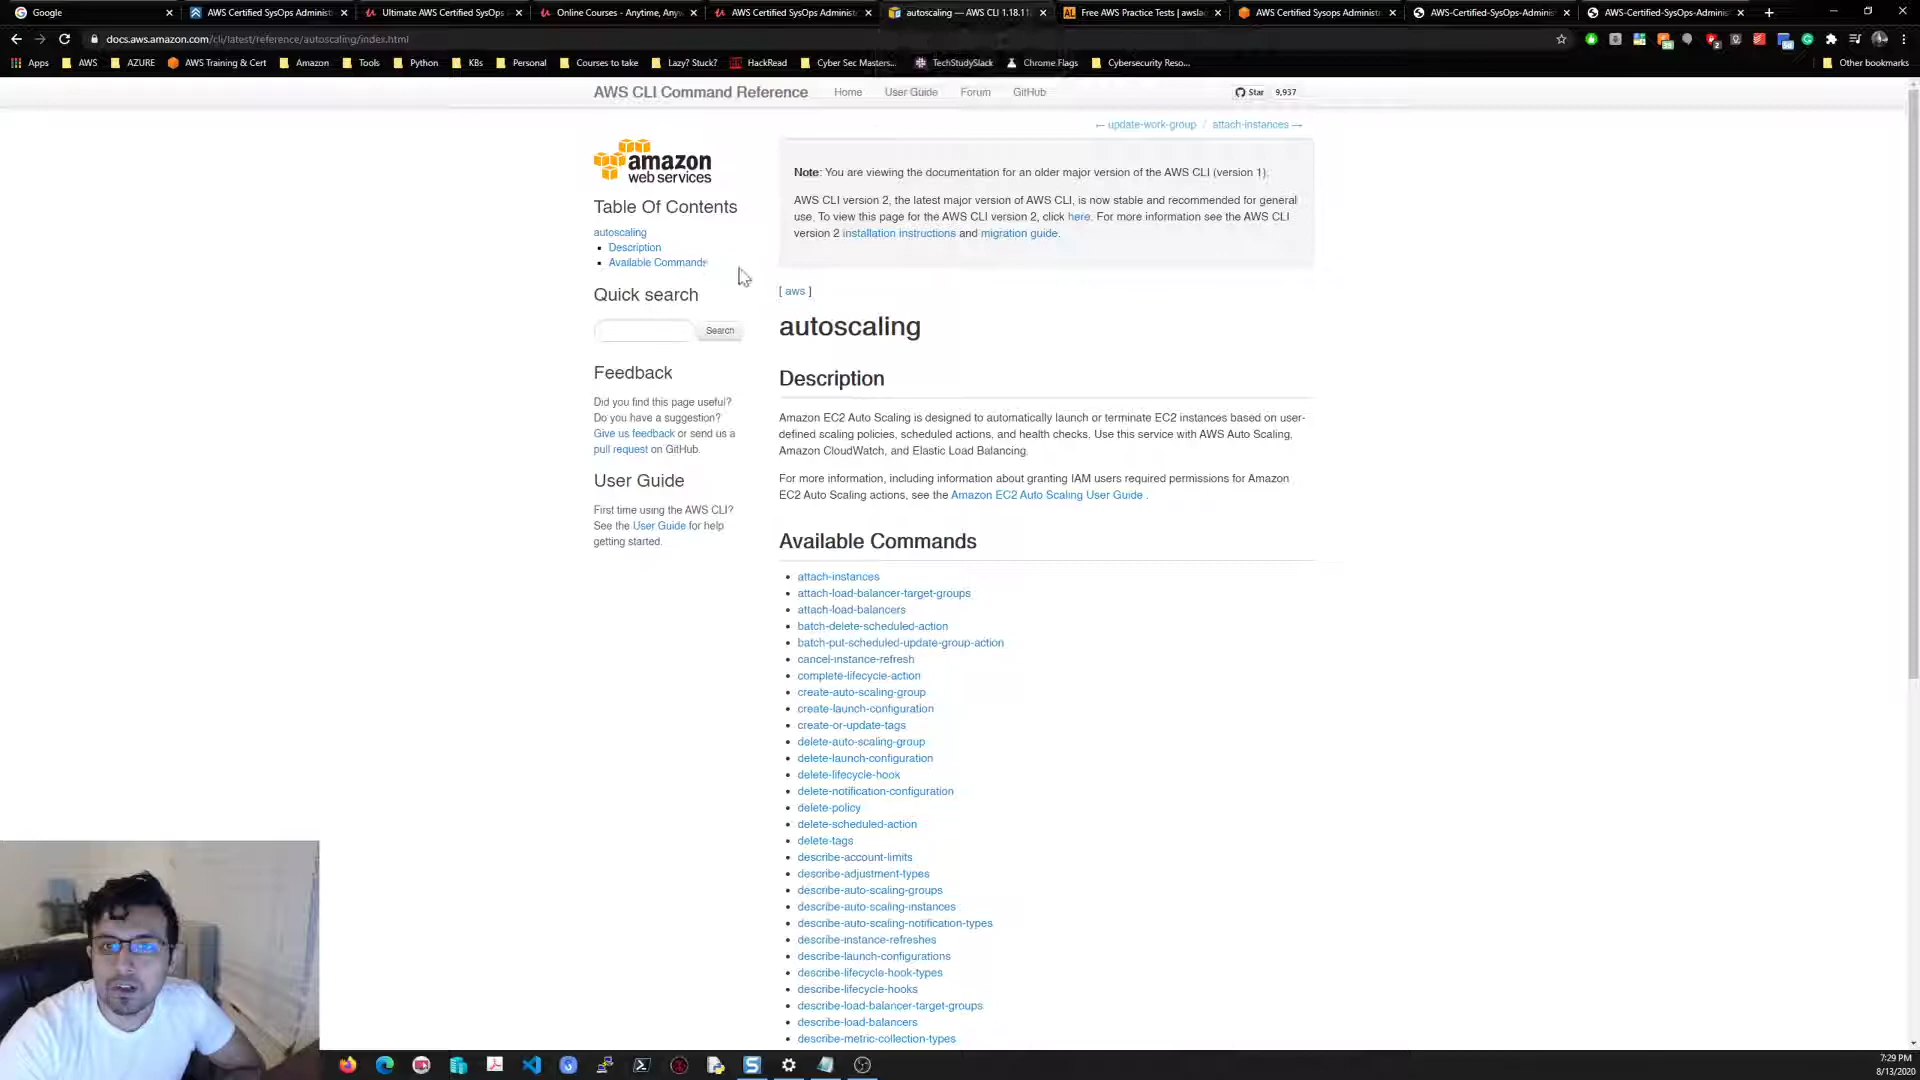 Google
AWS Certified SysOps Administ
Ultimate AWS Certified SysOps
Online Courses - Anytime, Any
AWS Certified SysOps Administ
autoscaling — AWS CLI 1.18.11
Free AWS Practice Tests | awsla
AWS Certified Sysops Administ
AWS-Certified-SysOps-Adminis
AWS-Certified-SysOps-Adminis
docs.aws.amazon.com/cli/latest/reference/autoscaling/index.html
Apps
AWS
AZURE
AWS Training & Cert
Amazon
Tools
Python
KBs
Personal
Courses to take
Lazy? Stuck?
HackRead
Cyber Sec Masters...
TechStudySlack
Chrome Flags
Cybersecurity Reso...
Other bookmarks
AWS CLI Command Reference
Home
User Guide
Forum
GitHub
Star
9,937
← update-work-group / attach-instances →
amazon
web services
Table Of Contents
autoscaling
Description
Available Commands
Quick search
Search
Feedback
Did you find this page useful?
Do you have a suggestion?
Give us feedback or send us a
pull request on GitHub.
User Guide
First time using the AWS CLI?
See the User Guide for help
getting started.
Note: You are viewing the documentation for an older major version of the AWS CLI (version 1).
AWS CLI version 2, the latest major version of AWS CLI, is now stable and recommended for general
use. To view this page for the AWS CLI version 2, click here. For more information see the AWS CLI
version 2 installation instructions and migration guide.
[ aws ]
autoscaling
Description
Amazon EC2 Auto Scaling is designed to automatically launch or terminate EC2 instances based on user-
defined scaling policies, scheduled actions, and health checks. Use this service with AWS Auto Scaling,
Amazon CloudWatch, and Elastic Load Balancing.
For more information, including information about granting IAM users required permissions for Amazon
EC2 Auto Scaling actions, see the Amazon EC2 Auto Scaling User Guide .
Available Commands
attach-instances
attach-load-balancer-target-groups
attach-load-balancers
batch-delete-scheduled-action
batch-put-scheduled-update-group-action
cancel-instance-refresh
complete-lifecycle-action
create-auto-scaling-group
create-launch-configuration
create-or-update-tags
delete-auto-scaling-group
delete-launch-configuration
delete-lifecycle-hook
delete-notification-configuration
delete-policy
delete-scheduled-action
delete-tags
describe-account-limits
describe-adjustment-types
describe-auto-scaling-groups
describe-auto-scaling-instances
describe-auto-scaling-notification-types
describe-instance-refreshes
describe-launch-configurations
describe-lifecycle-hook-types
describe-lifecycle-hooks
describe-load-balancer-target-groups
describe-load-balancers
describe-metric-collection-types
7:29 PM
8/13/2020